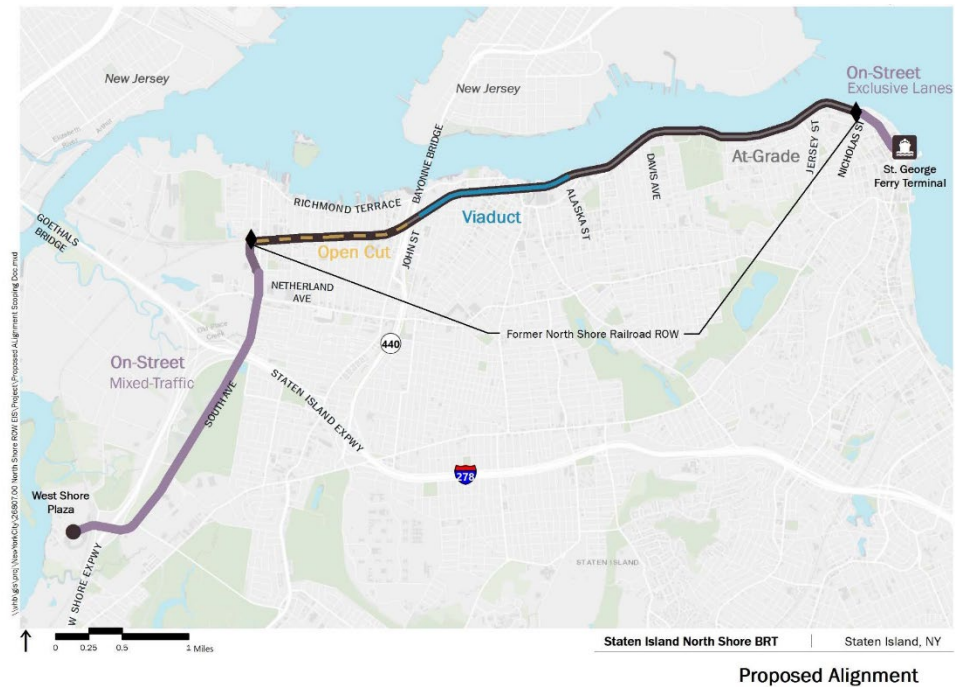 New Jersey
New Jersey
On-Street
Exclusive Lanes
BAYONNE BRIDGE
JERSEY ST
NICHOLAS ST
At-Grade
DAVIS AVE
St. George
Ferry Terminal
RICHMOND TERRACE
Viaduct
ALASKA ST
GOETHALS
BRIDGE
Open Cut
JOHN ST
NETHERLAND
AVE
Former North Shore Railroad ROW
440
On-Street
Mixed-Traffic
SOUTH AVE
STATEN ISLAND EXPWY
278
West Shore
Plaza
W SHORE EXPWY
STATEN ISLAND
0 0.25 0.5 1 Miles
Staten Island North Shore BRT | Staten Island, NY
Proposed Alignment